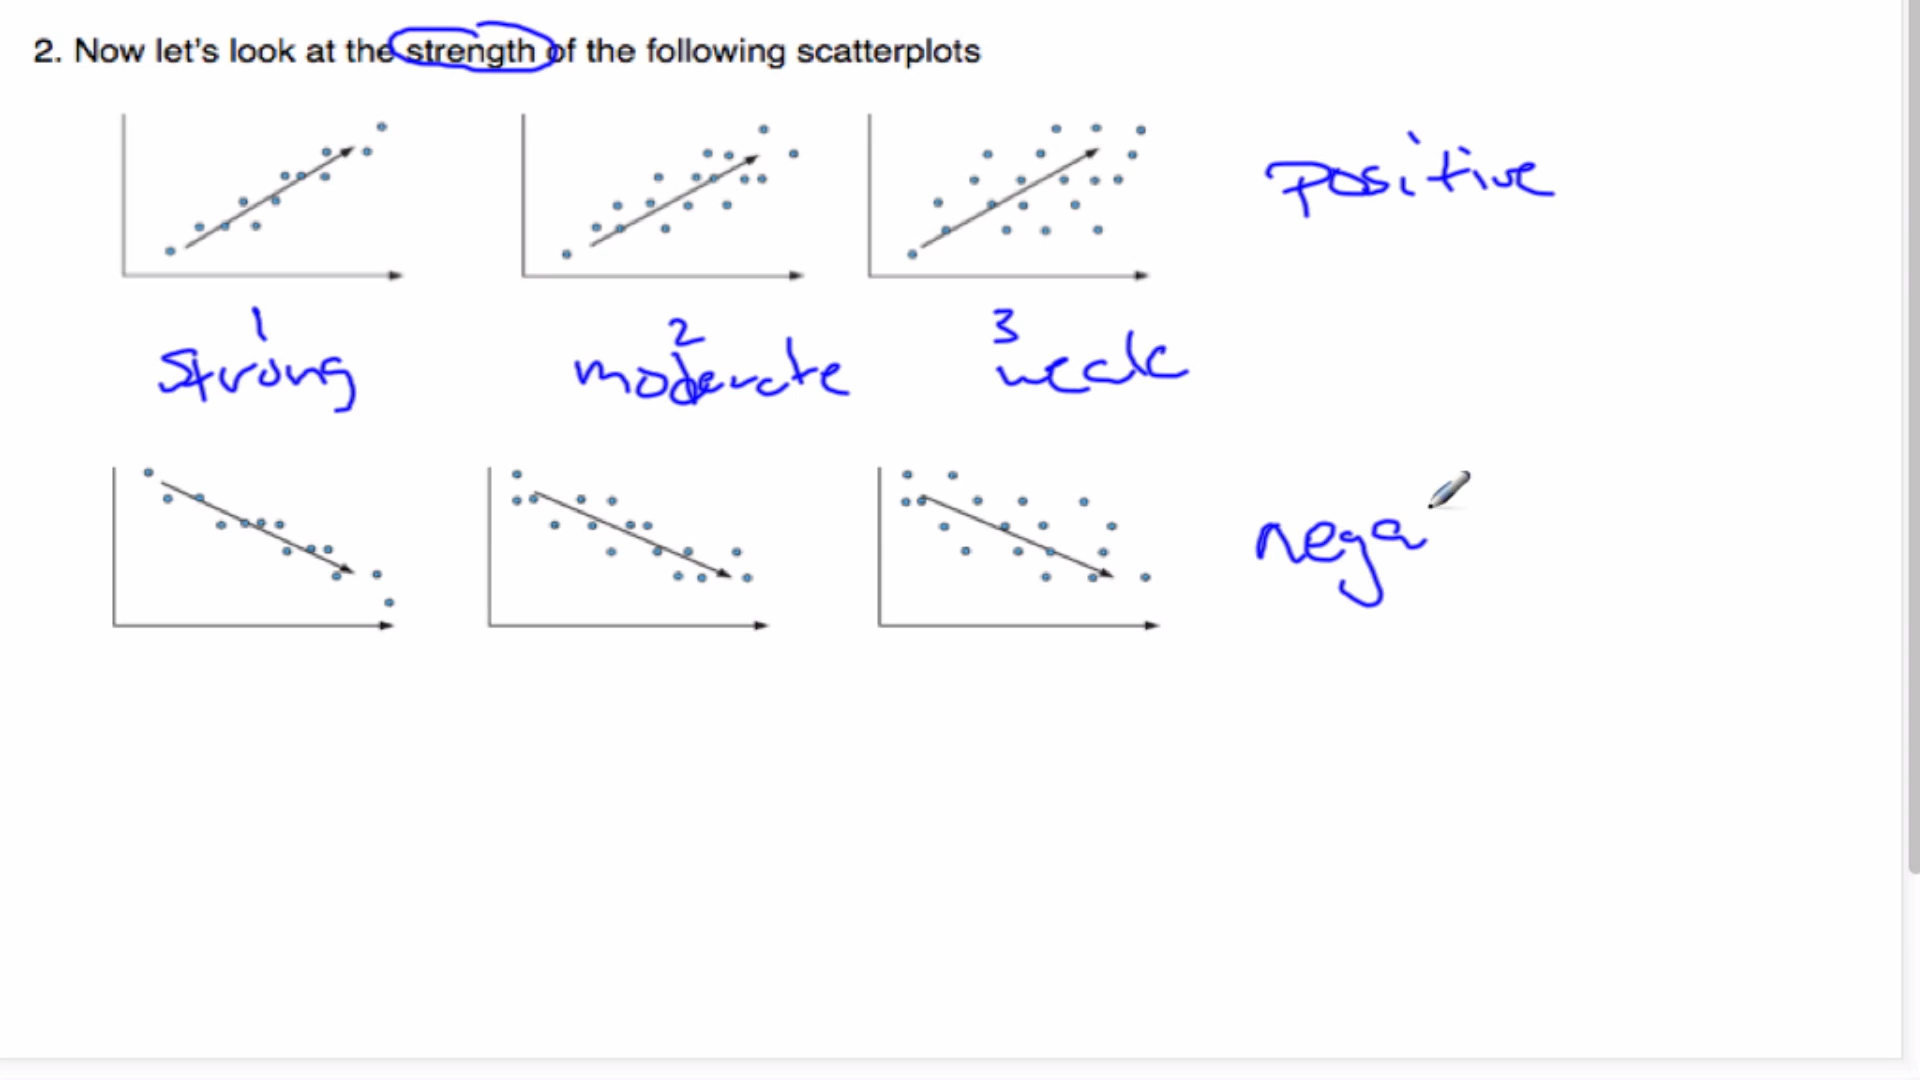 2. Now let's look at the strength of the following scatterplots
positive
1 2 3
strong moderate weak
nega